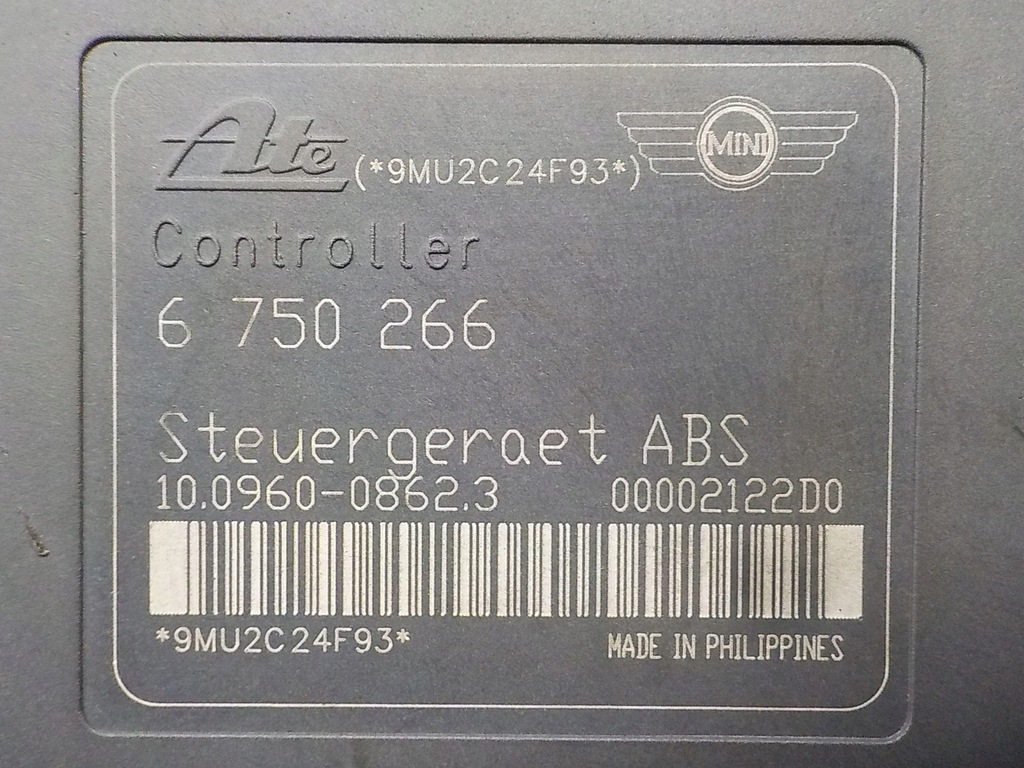 Ate (*9MU2C24F93*) MINI
Controller
6 750 266
Steuergeraet ABS
10.0960-0862.3 00002122D0
*9MU2C24F93* MADE IN PHILIPPINES